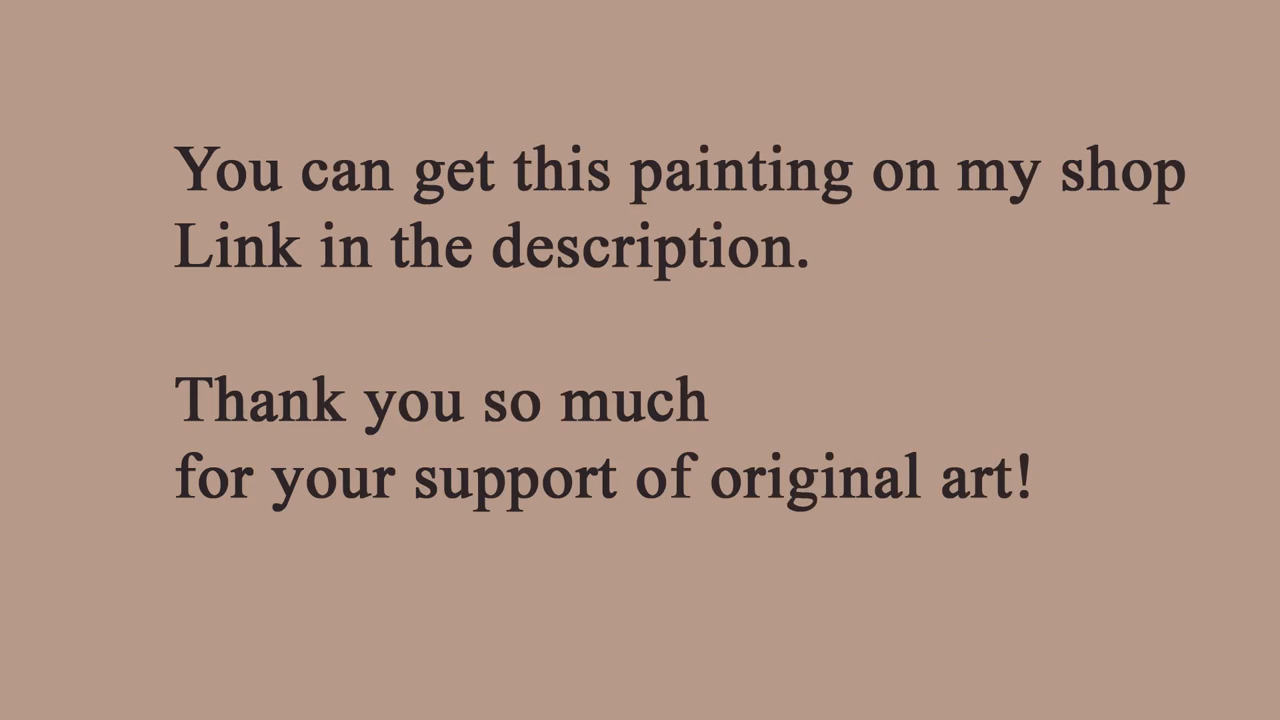 You can get this painting on my shop
Link in the description.
Thank you so much
for your support of original art!